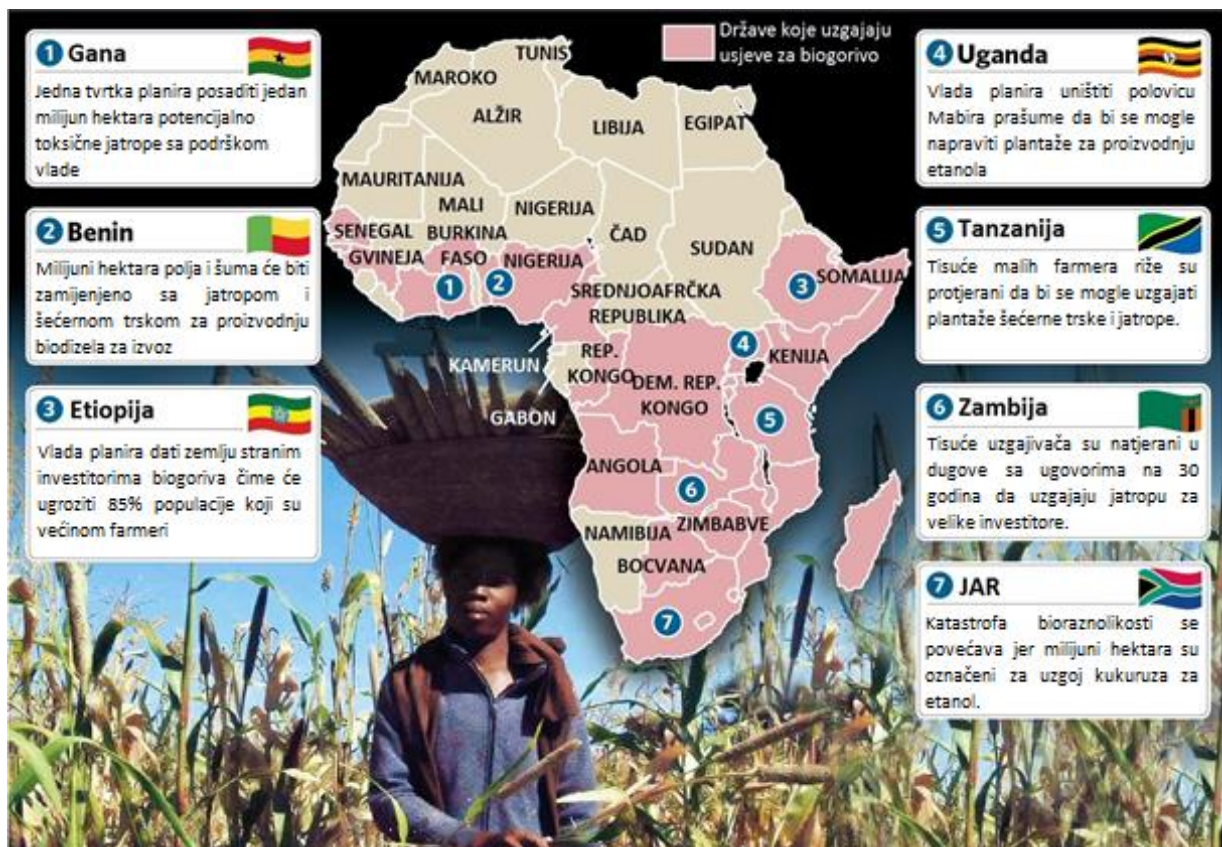 1 Gana
Jedna tvrtka planira posaditi jedan
milijun hektara potencijalno
toksične jatrope sa podrškom
vlade
2 Benin
Milijuni hektara polja i šuma će biti
zamijenjeno sa jatropom i
šećernom trskom za proizvodnju
biodizela za izvoz
3 Etiopija
Vlada planira dati zemlju stranim
investitorima biogoriva čime će
ugroziti 85% populacije koji su
većinom farmeri
Države koje uzgajaju
usjeve za biogorivo
TUNIS
MAROKO
ALŽIR
LIBIJA
EGIPAT
MAURITANIJA
MALI
NIGERIJA
ČAD
SUDAN
SENEGAL
BURKINA
GVINEJA
FASO
NIGERIJA
SOMALIJA
1
2
3
SREDNJOAFRČKA
REPUBLIKA
4
KAMERUN
REP.
KONGO
KENIJA
DEM. REP.
KONGO
GABON
5
ANGOLA
6
NAMIBIJA
ZIMBABVE
BOCVANA
7
4 Uganda
Vlada planira uništiti polovicu
Mabira prašume da bi se mogle
napraviti plantaže za proizvodnju
etanola
5 Tanzanija
Tisuće malih farmera riže su
protjerani da bi se mogle uzgajati
plantaže šećerne trske i jatrope.
6 Zambija
Tisuće uzgajivača su natjerani u
dugove sa ugovorima na 30
godina da uzgajaju jatropu za
velike investitore.
7 JAR
Katastrofa bioraznolikosti se
povećava jer milijuni hektara su
označeni za uzgoj kukuruza za
etanol.